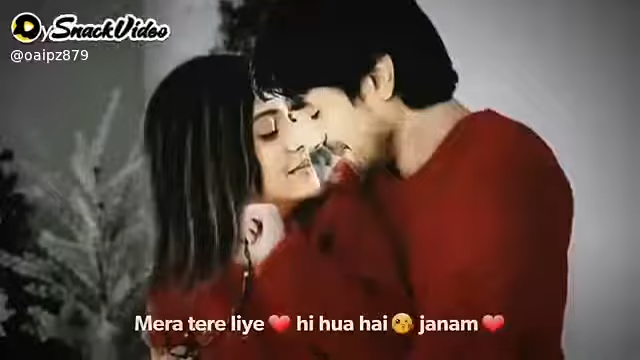 SnackVideo
@oaipz879
Mera tere liye ❤️ hi hua hai 😘 janam ❤️